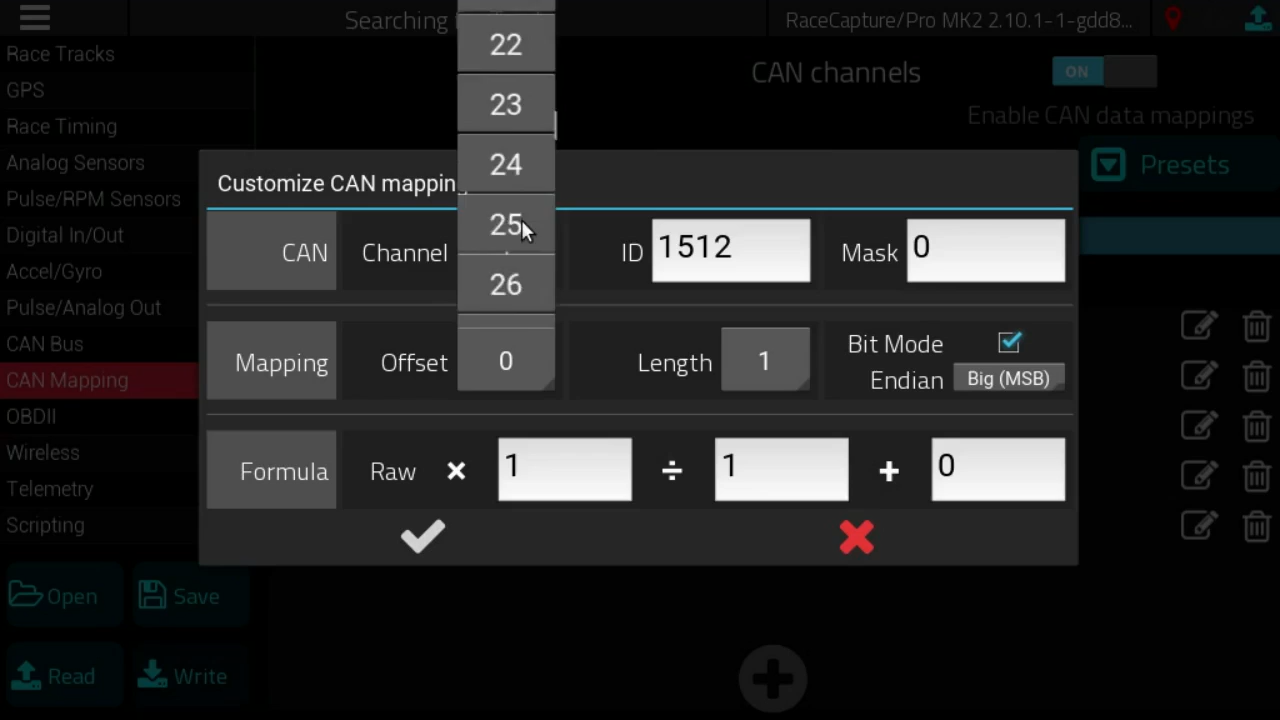 Searching
RaceCapture/Pro MK2 2.10.1-1-gdd8...
Race Tracks
GPS
Race Timing
Analog Sensors
Pulse/RPM Sensors
Digital In/Out
Accel/Gyro
Pulse/Analog Out
CAN Bus
CAN Mapping
OBDII
Wireless
Telemetry
Scripting
Open
Save
Read
Write
CAN channels
ON
Enable CAN data mappings
Presets
22
23
24
25
26
Customize CAN mapping
CAN Channel ID 1512 Mask 0
Mapping Offset 0 Length 1 Bit Mode
Endian Big (MSB)
Formula Raw × 1 ÷ 1 + 0